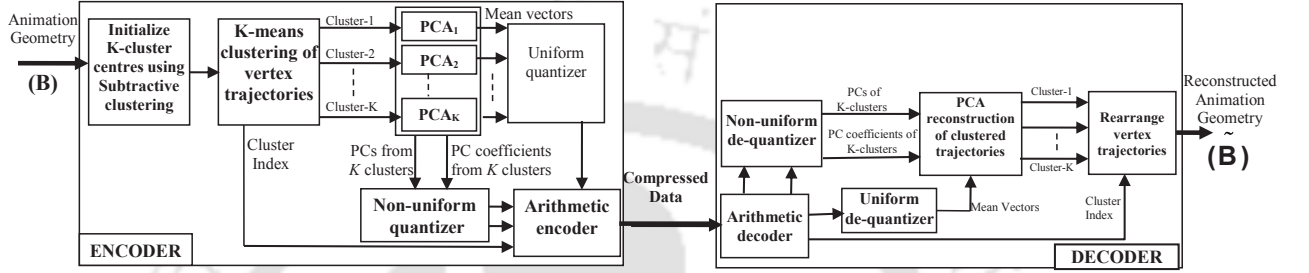 Animation
Geometry
(B)
Initialize
K-cluster
centres using
Subtractive
clustering
K-means
clustering of
vertex
trajectories
Cluster-1
Cluster-2
Cluster-K
PCA1
PCA2
PCAK
Mean vectors
Uniform
quantizer
Cluster
Index
PCs from
K clusters
PC coefficients
from K clusters
Non-uniform
quantizer
Arithmetic
encoder
ENCODER
Compressed
Data
Arithmetic
decoder
Non-uniform
de-quantizer
Uniform
de-quantizer
PCs of
K-clusters
PC coefficients of
K-clusters
Mean Vectors
PCA
reconstruction
of clustered
trajectories
Cluster-1
Cluster-K
Cluster
Index
Rearrange
vertex
trajectories
Reconstructed
Animation
Geometry
~
(B)
DECODER